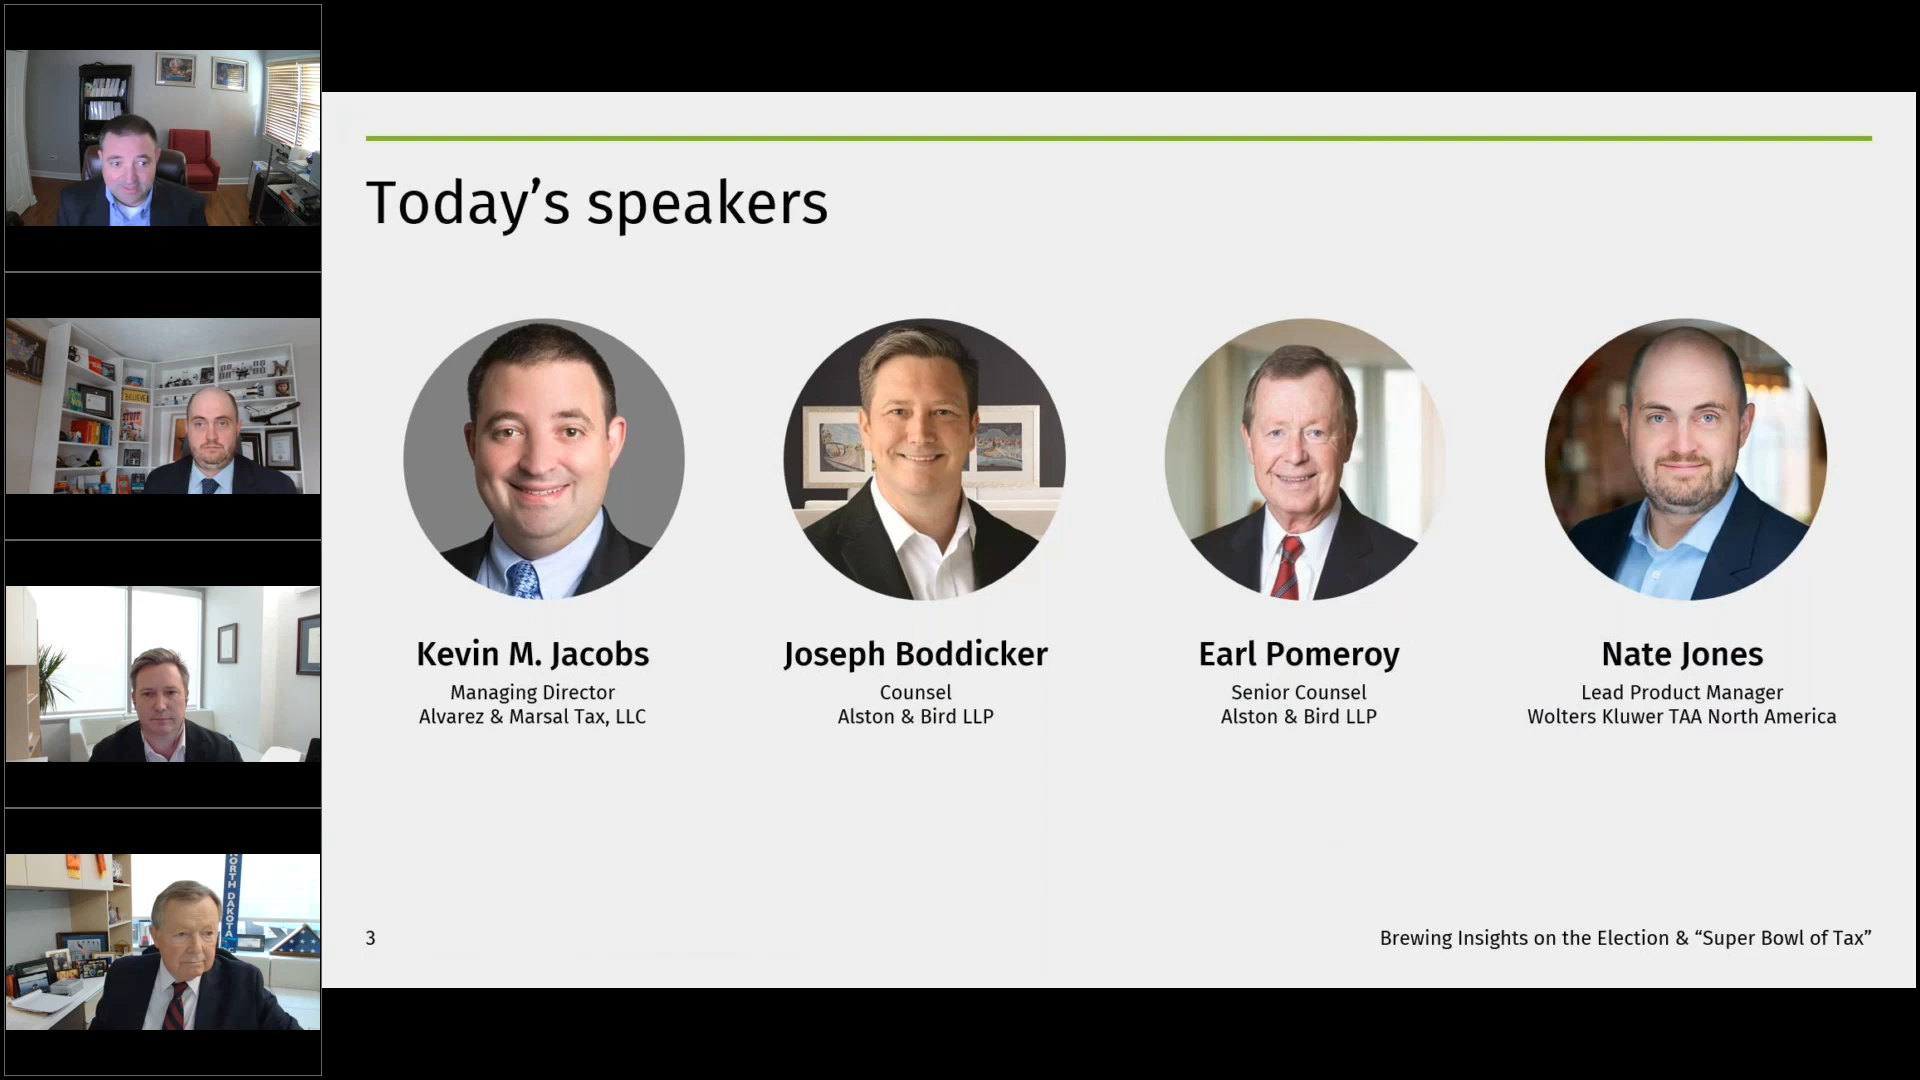 Today’s speakers
Kevin M. Jacobs
Managing Director
Alvarez & Marsal Tax, LLC
Joseph Boddicker
Counsel
Alston & Bird LLP
Earl Pomeroy
Senior Counsel
Alston & Bird LLP
Nate Jones
Lead Product Manager
Wolters Kluwer TAA North America
3
Brewing Insights on the Election & “Super Bowl of Tax”
BELIEVE
NORTH DAKOTA